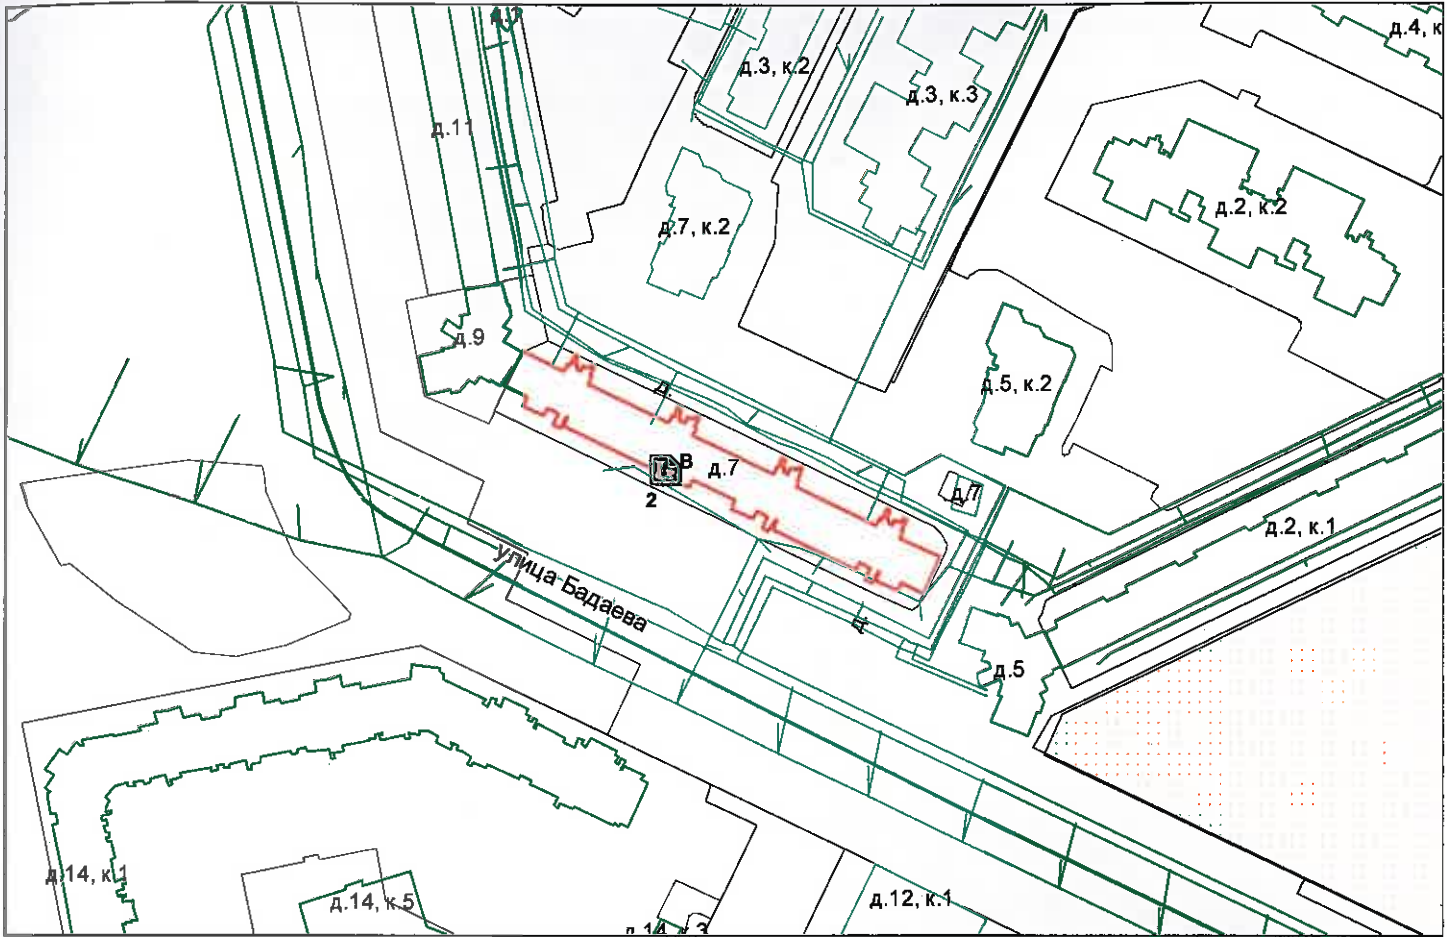 д.4, к
д.3, к.2
д.3, к.3
д.11
д.2, к.2
д.7, к.2
д.9
д.5, к.2
д.
В
д.7
2
д.7
д.2, к.1
улица Бадаева
д.5
д.14, к.1
д.14, к.5
д.12, к.1